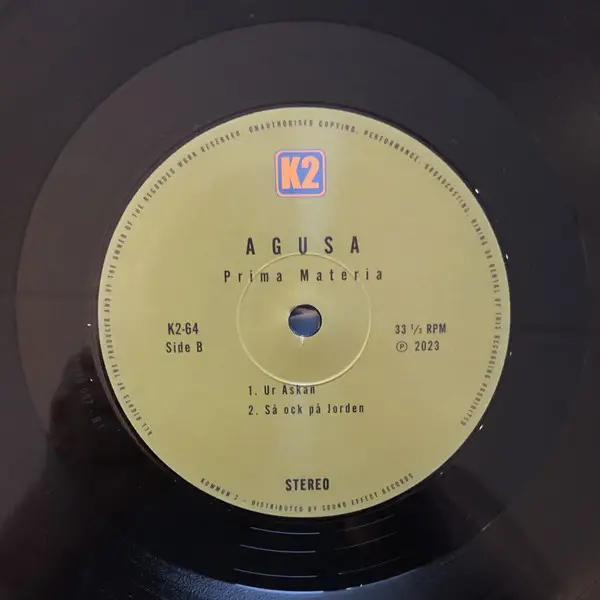 ALL RIGHTS OF THE PRODUCER AND OF THE OWNER OF THE RECORDED WORK RESERVED. UNAUTHORISED COPYING, PERFORMANCE, BROADCASTING, HIRING OR RENTAL OF THIS RECORDING PROHIBITED
K2
AGUSA
Prima Materia
K2-64
Side B
33 ⅓ RPM
℗ 2023
1. Ur Askan
2. Så ock på Jorden
STEREO
KOMMUN 2 - DISTRIBUTED BY SOUND EFFECT RECORDS